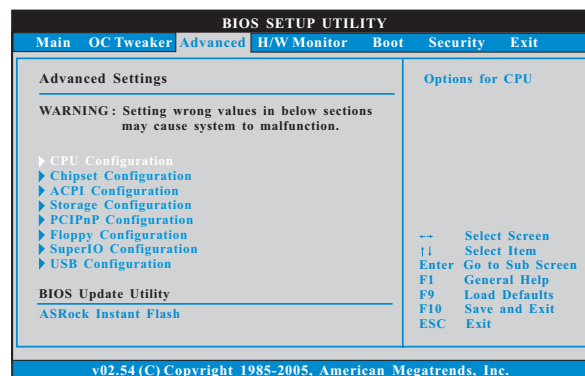 BIOS SETUP UTILITY
Main OC Tweaker Advanced H/W Monitor Boot Security Exit
Advanced Settings
WARNING : Setting wrong values in below sections
may cause system to malfunction.
CPU Configuration
Chipset Configuration
ACPI Configuration
Storage Configuration
PCIPnP Configuration
Floppy Configuration
SuperIO Configuration
USB Configuration
BIOS Update Utility
ASRock Instant Flash
Options for CPU
←→ Select Screen
↑↓ Select Item
Enter Go to Sub Screen
F1 General Help
F9 Load Defaults
F10 Save and Exit
ESC Exit
v02.54 (C) Copyright 1985-2005, American Megatrends, Inc.